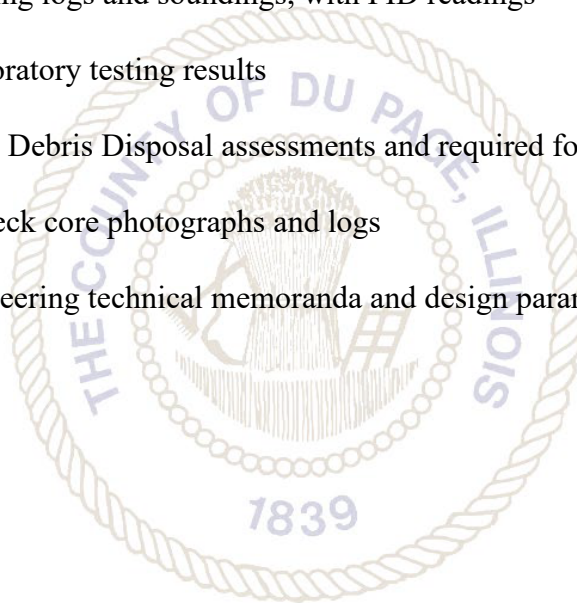 ng logs and soundings, with PID readings
oratory testing results
Debris Disposal assessments and required fo
eck core photographs and logs
eering technical memoranda and design param
THE COUNTY OF DU PAGE, ILLINOIS
1839